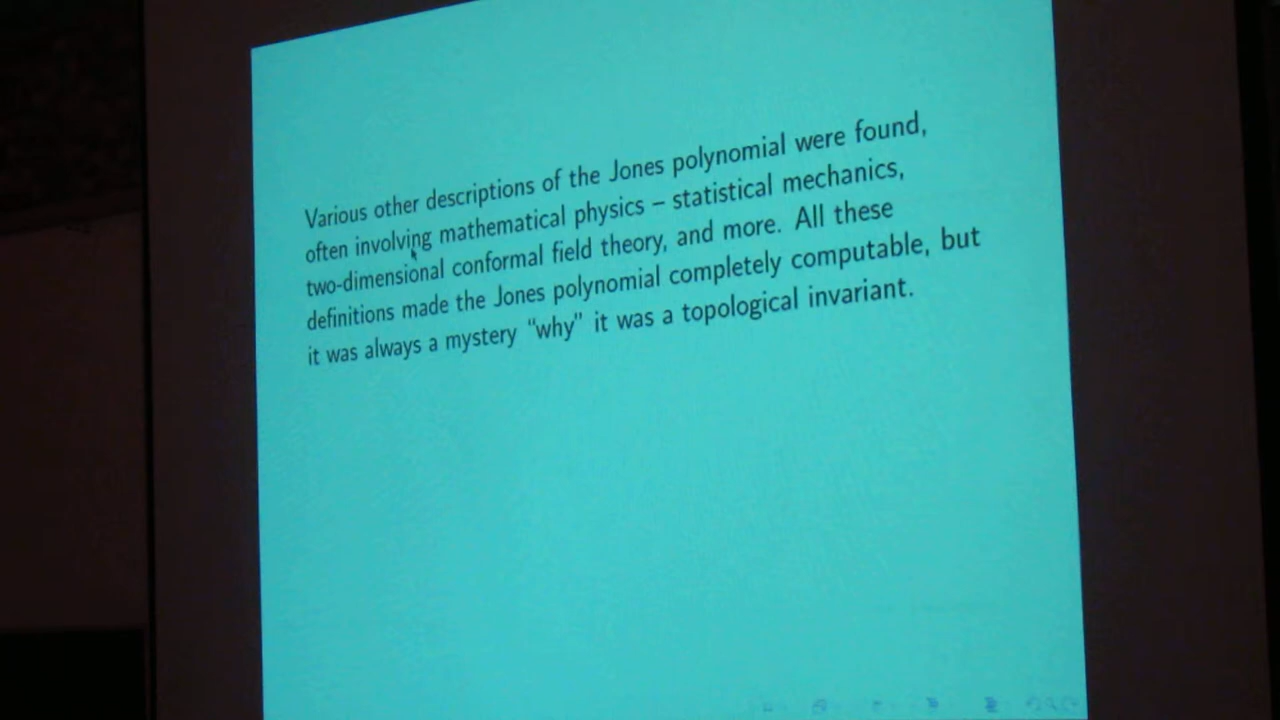 Various other descriptions of the Jones polynomial were found,
often involving mathematical physics – statistical mechanics,
two-dimensional conformal field theory, and more. All these
definitions made the Jones polynomial completely computable, but
it was always a mystery “why” it was a topological invariant.